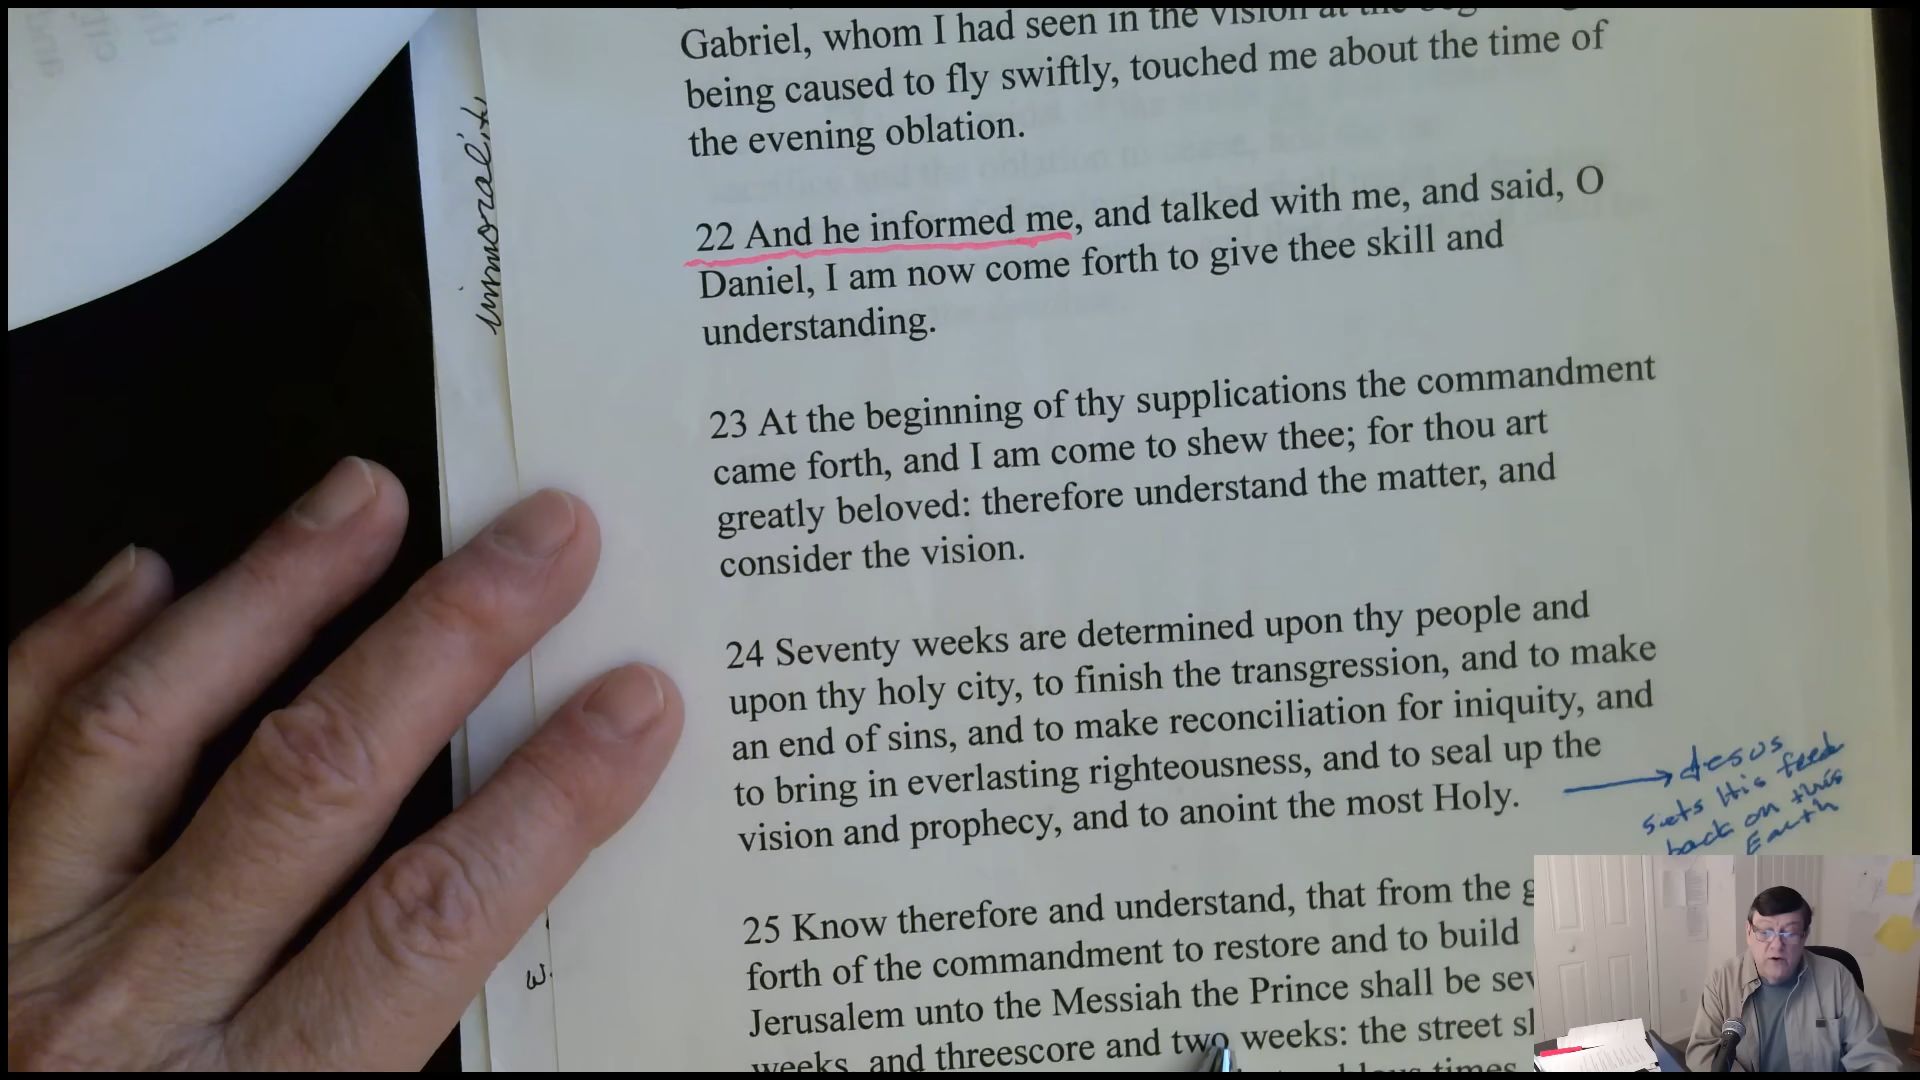 Gabriel, whom I had seen in the vision at the
being caused to fly swiftly, touched me about the time of
the evening oblation.
22 And he informed me, and talked with me, and said, O
Daniel, I am now come forth to give thee skill and
understanding.
23 At the beginning of thy supplications the commandment
came forth, and I am come to shew thee; for thou art
greatly beloved: therefore understand the matter, and
consider the vision.
24 Seventy weeks are determined upon thy people and
upon thy holy city, to finish the transgression, and to make
an end of sins, and to make reconciliation for iniquity, and
to bring in everlasting righteousness, and to seal up the
vision and prophecy, and to anoint the most Holy.
Jesus
sets His feed
back on this
Earth
25 Know therefore and understand, that from the g
forth of the commandment to restore and to build
Jerusalem unto the Messiah the Prince shall be sev
weeks, and threescore and two weeks: the street sh
times
immorality
w.